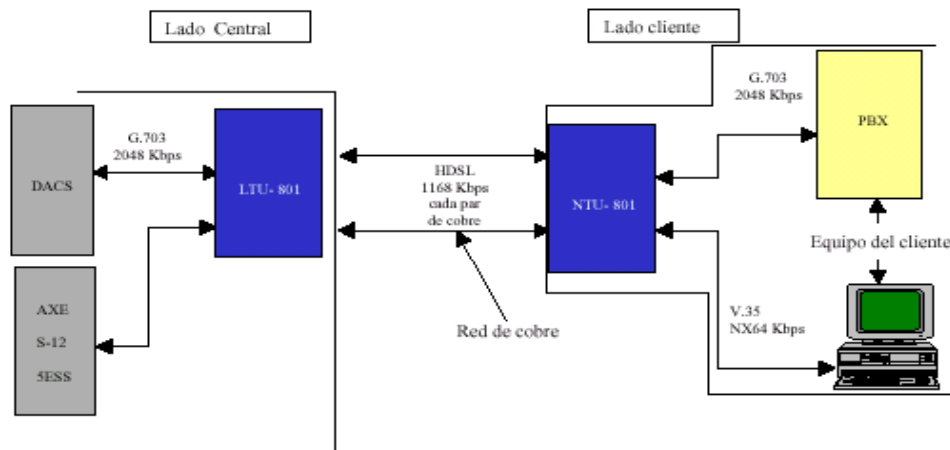 Lado Central
Lado cliente
G.703
2048 Kbps
DACS
LTU- 801
AXE
S-12
5ESS
HDSL
1168 Kbps
cada par
de cobre
Red de cobre
NTU- 801
G.703
2048 Kbps
PBX
Equipo del cliente
V.35
NX64 Kbps